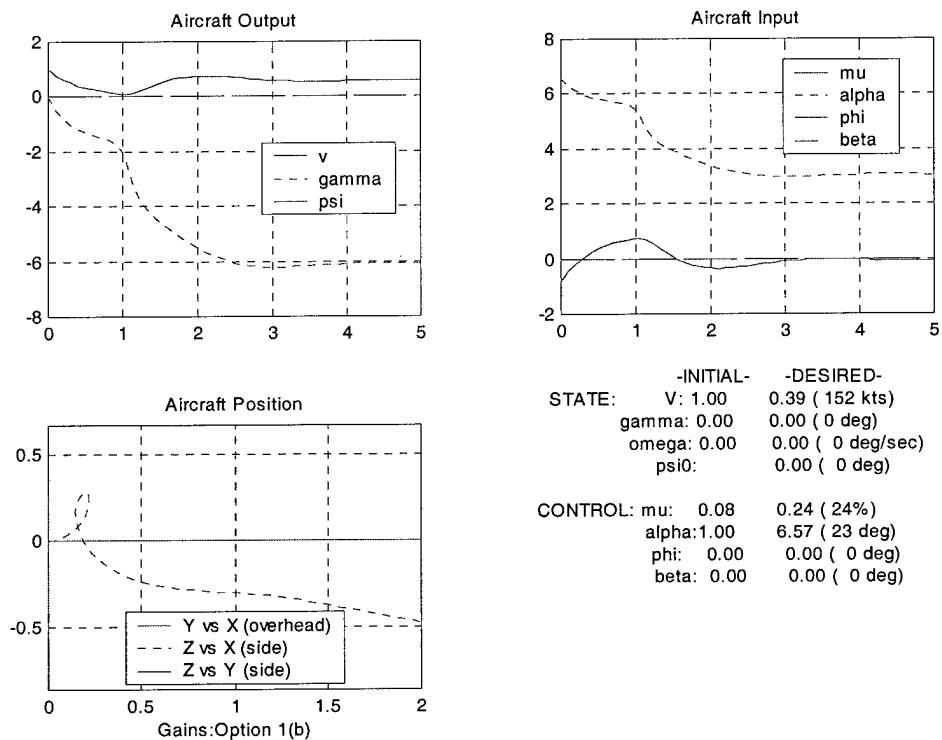 Aircraft Output
2
0
-2
-4
-6
-8
0 1 2 3 4 5
v
gamma
psi
Aircraft Input
8
6
4
2
0
-2
0 1 2 3 4 5
mu
alpha
phi
beta
Aircraft Position
0.5
0
-0.5
0 0.5 1 1.5 2
Y vs X (overhead)
Z vs X (side)
Z vs Y (side)
Gains:Option 1(b)
-INITIAL- -DESIRED-
STATE: V: 1.00 0.39 ( 152 kts)
gamma: 0.00 0.00 ( 0 deg)
omega: 0.00 0.00 ( 0 deg/sec)
psi0: 0.00 ( 0 deg)
CONTROL: mu: 0.08 0.24 ( 24%)
alpha:1.00 6.57 ( 23 deg)
phi: 0.00 0.00 ( 0 deg)
beta: 0.00 0.00 ( 0 deg)